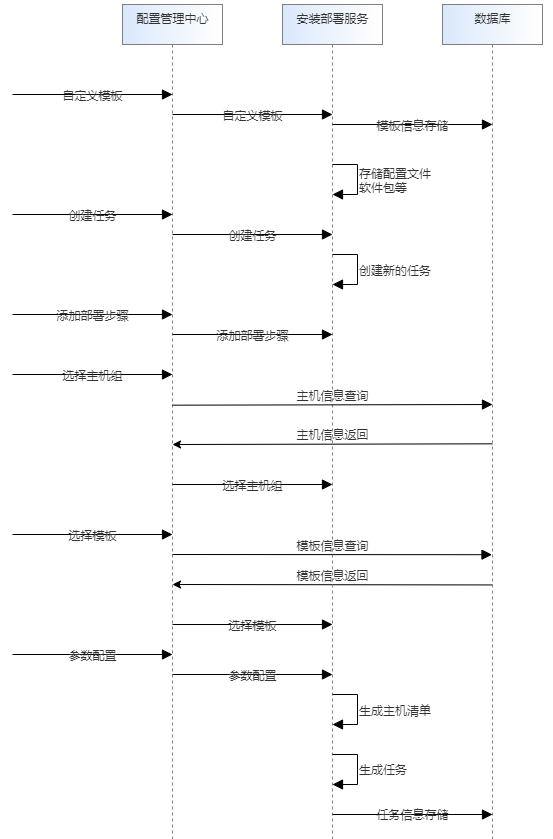 配置管理中心
安装部署服务
数据库
自定义模板
自定义模板
模板信息存储
存储配置文件
软件包等
创建任务
创建任务
创建新的任务
添加部署步骤
添加部署步骤
选择主机组
主机信息查询
主机信息返回
选择主机组
选择模板
模板信息查询
模板信息返回
选择模板
参数配置
参数配置
生成主机清单
生成任务
任务信息存储